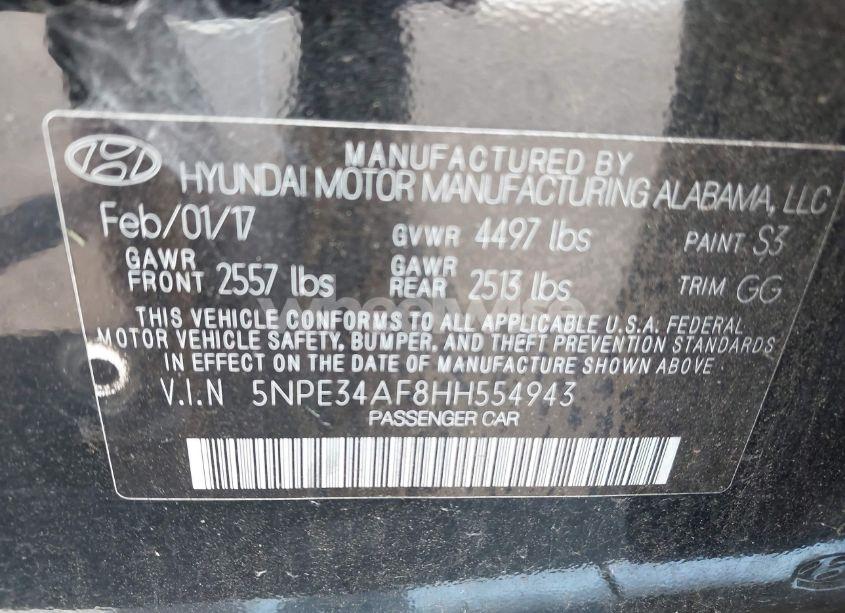 MANUFACTURED BY
HYUNDAI MOTOR MANUFACTURING ALABAMA, LLC
Feb/01/17 GVWR 4497 lbs PAINT S3
GAWR FRONT 2557 lbs GAWR REAR 2513 lbs TRIM GG
THIS VEHICLE CONFORMS TO ALL APPLICABLE U.S.A. FEDERAL
MOTOR VEHICLE SAFETY, BUMPER, AND THEFT PREVENTION STANDARDS
IN EFFECT ON THE DATE OF MANUFACTURE SHOWN ABOVE
V.I.N 5NPE34AF8HH554943
PASSENGER CAR